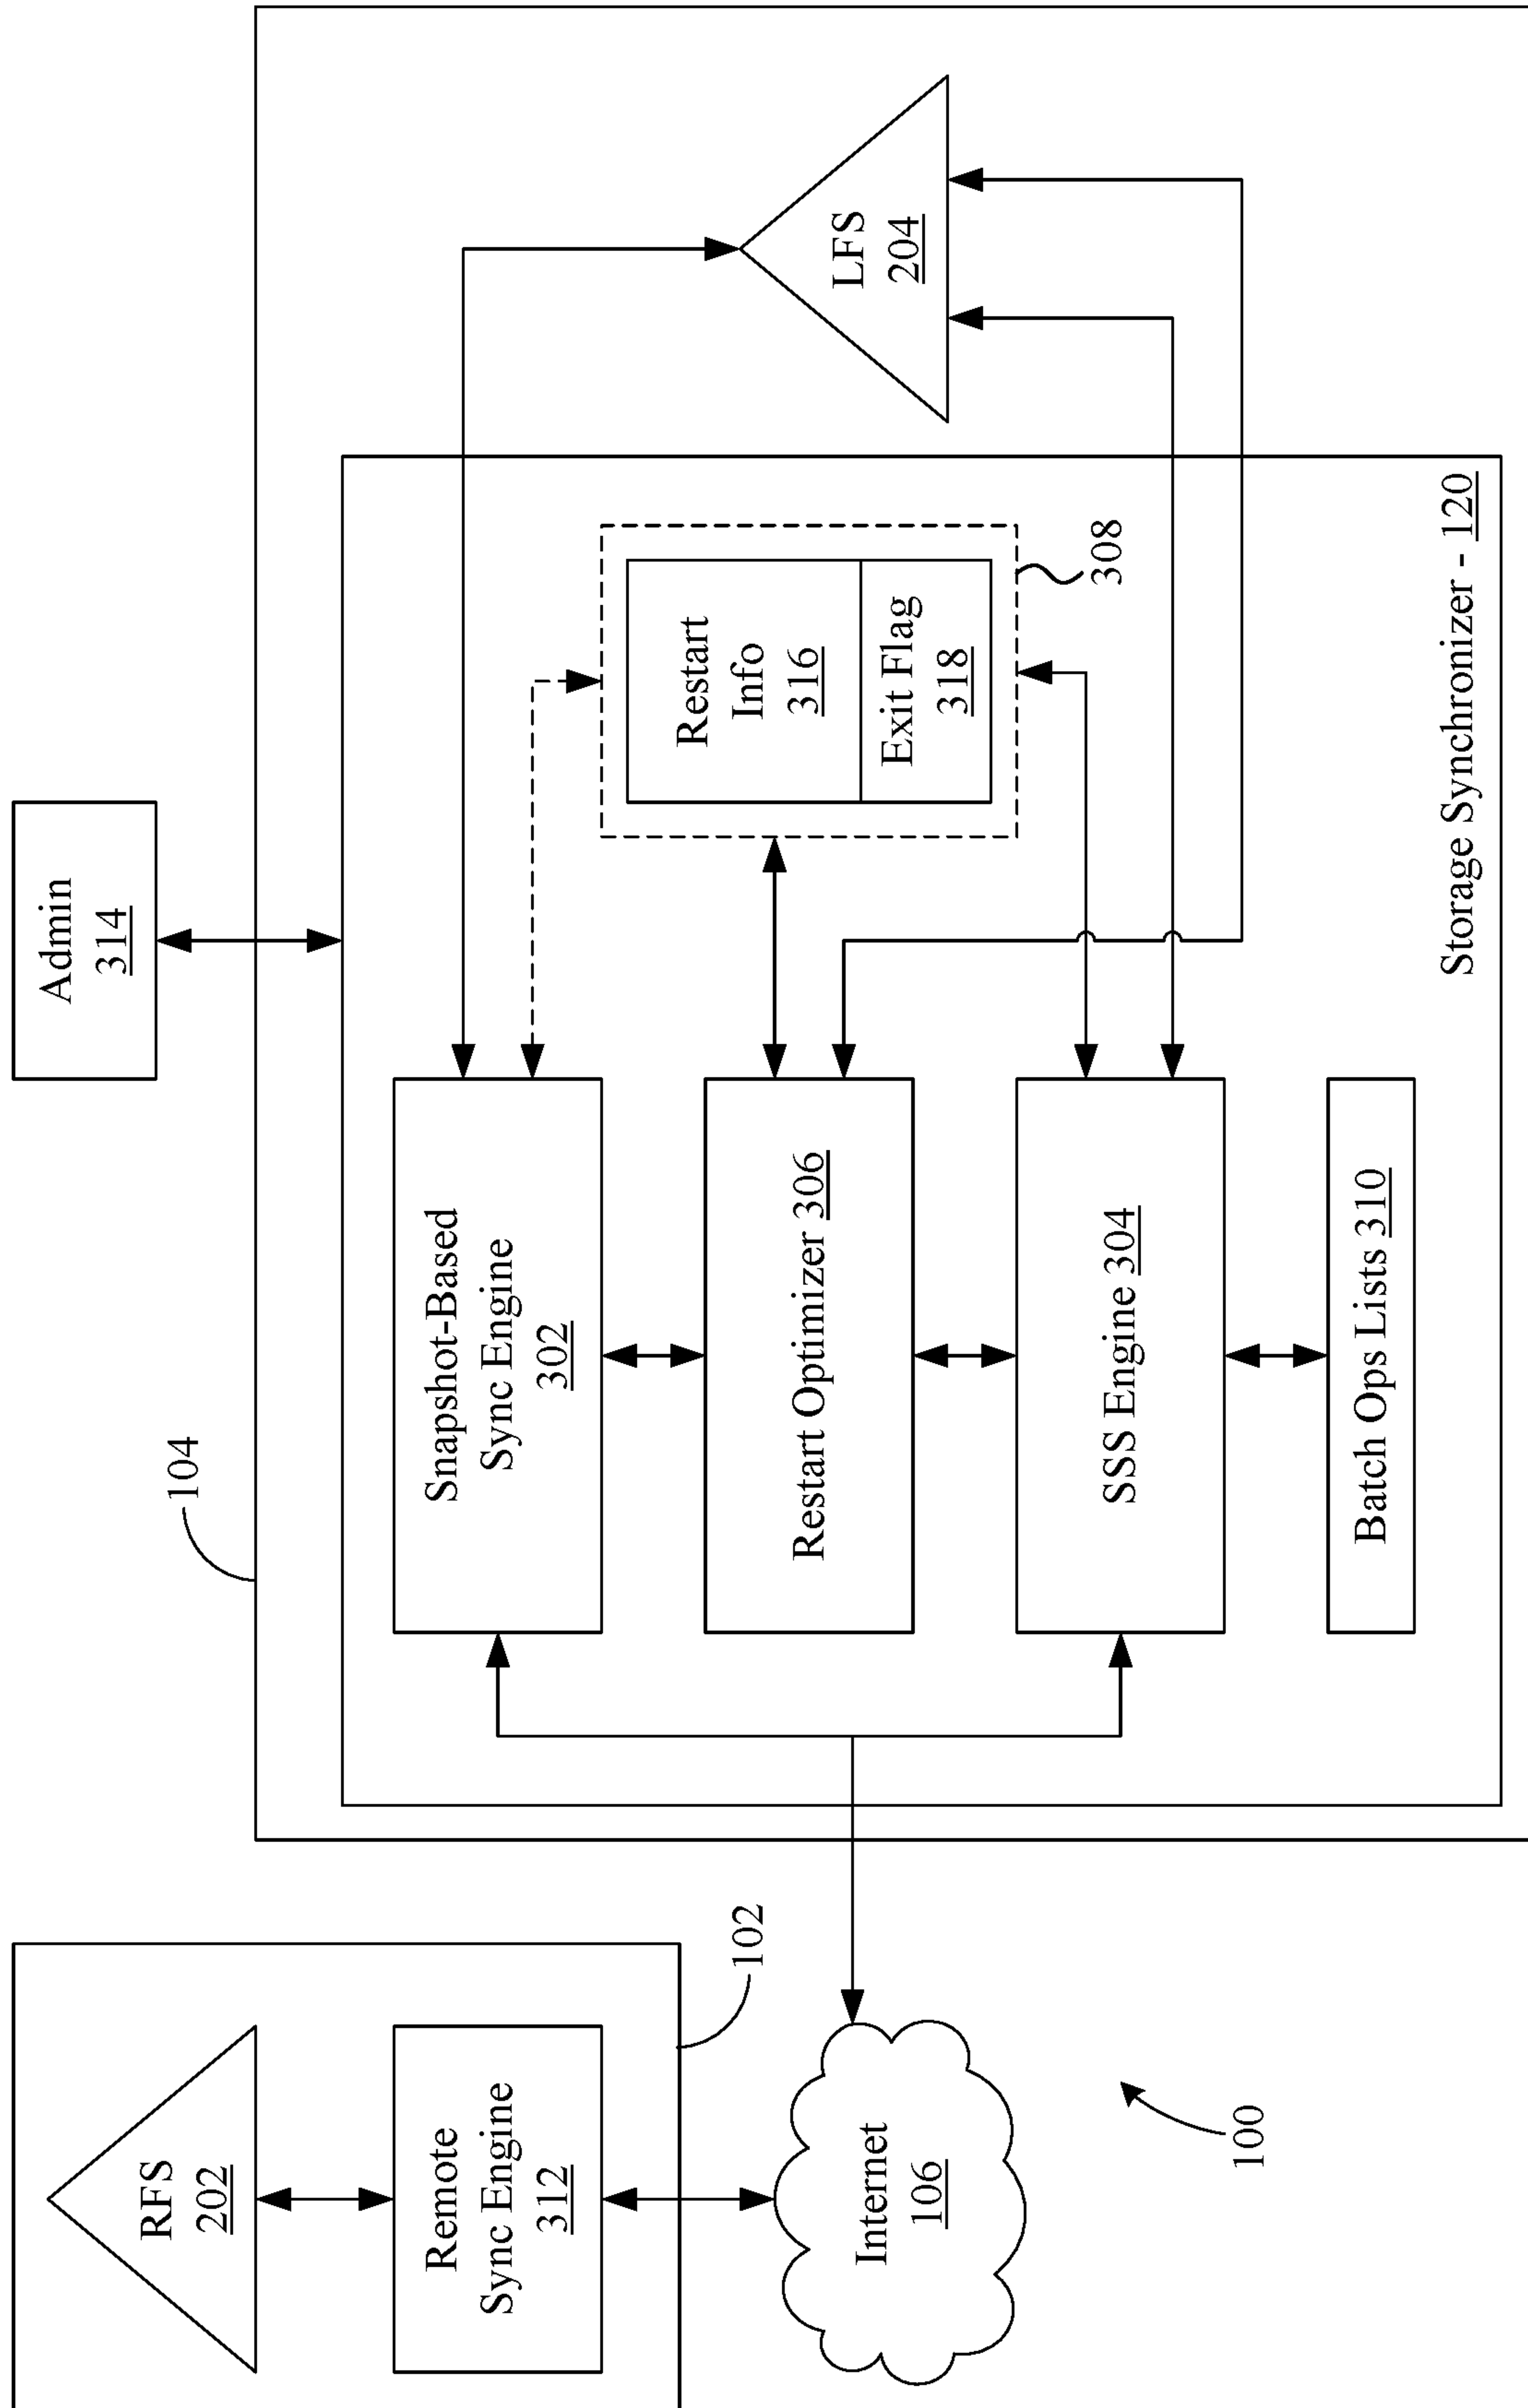 RFS
202
Remote
Sync Engine
312
102
Internet
106
100
104
Admin
314
Snapshot-Based
Sync Engine
302
Restart Optimizer 306
SSS Engine 304
Batch Ops Lists 310
Restart
Info
316
Exit Flag
318
308
LFS
204
Storage Synchronizer - 120